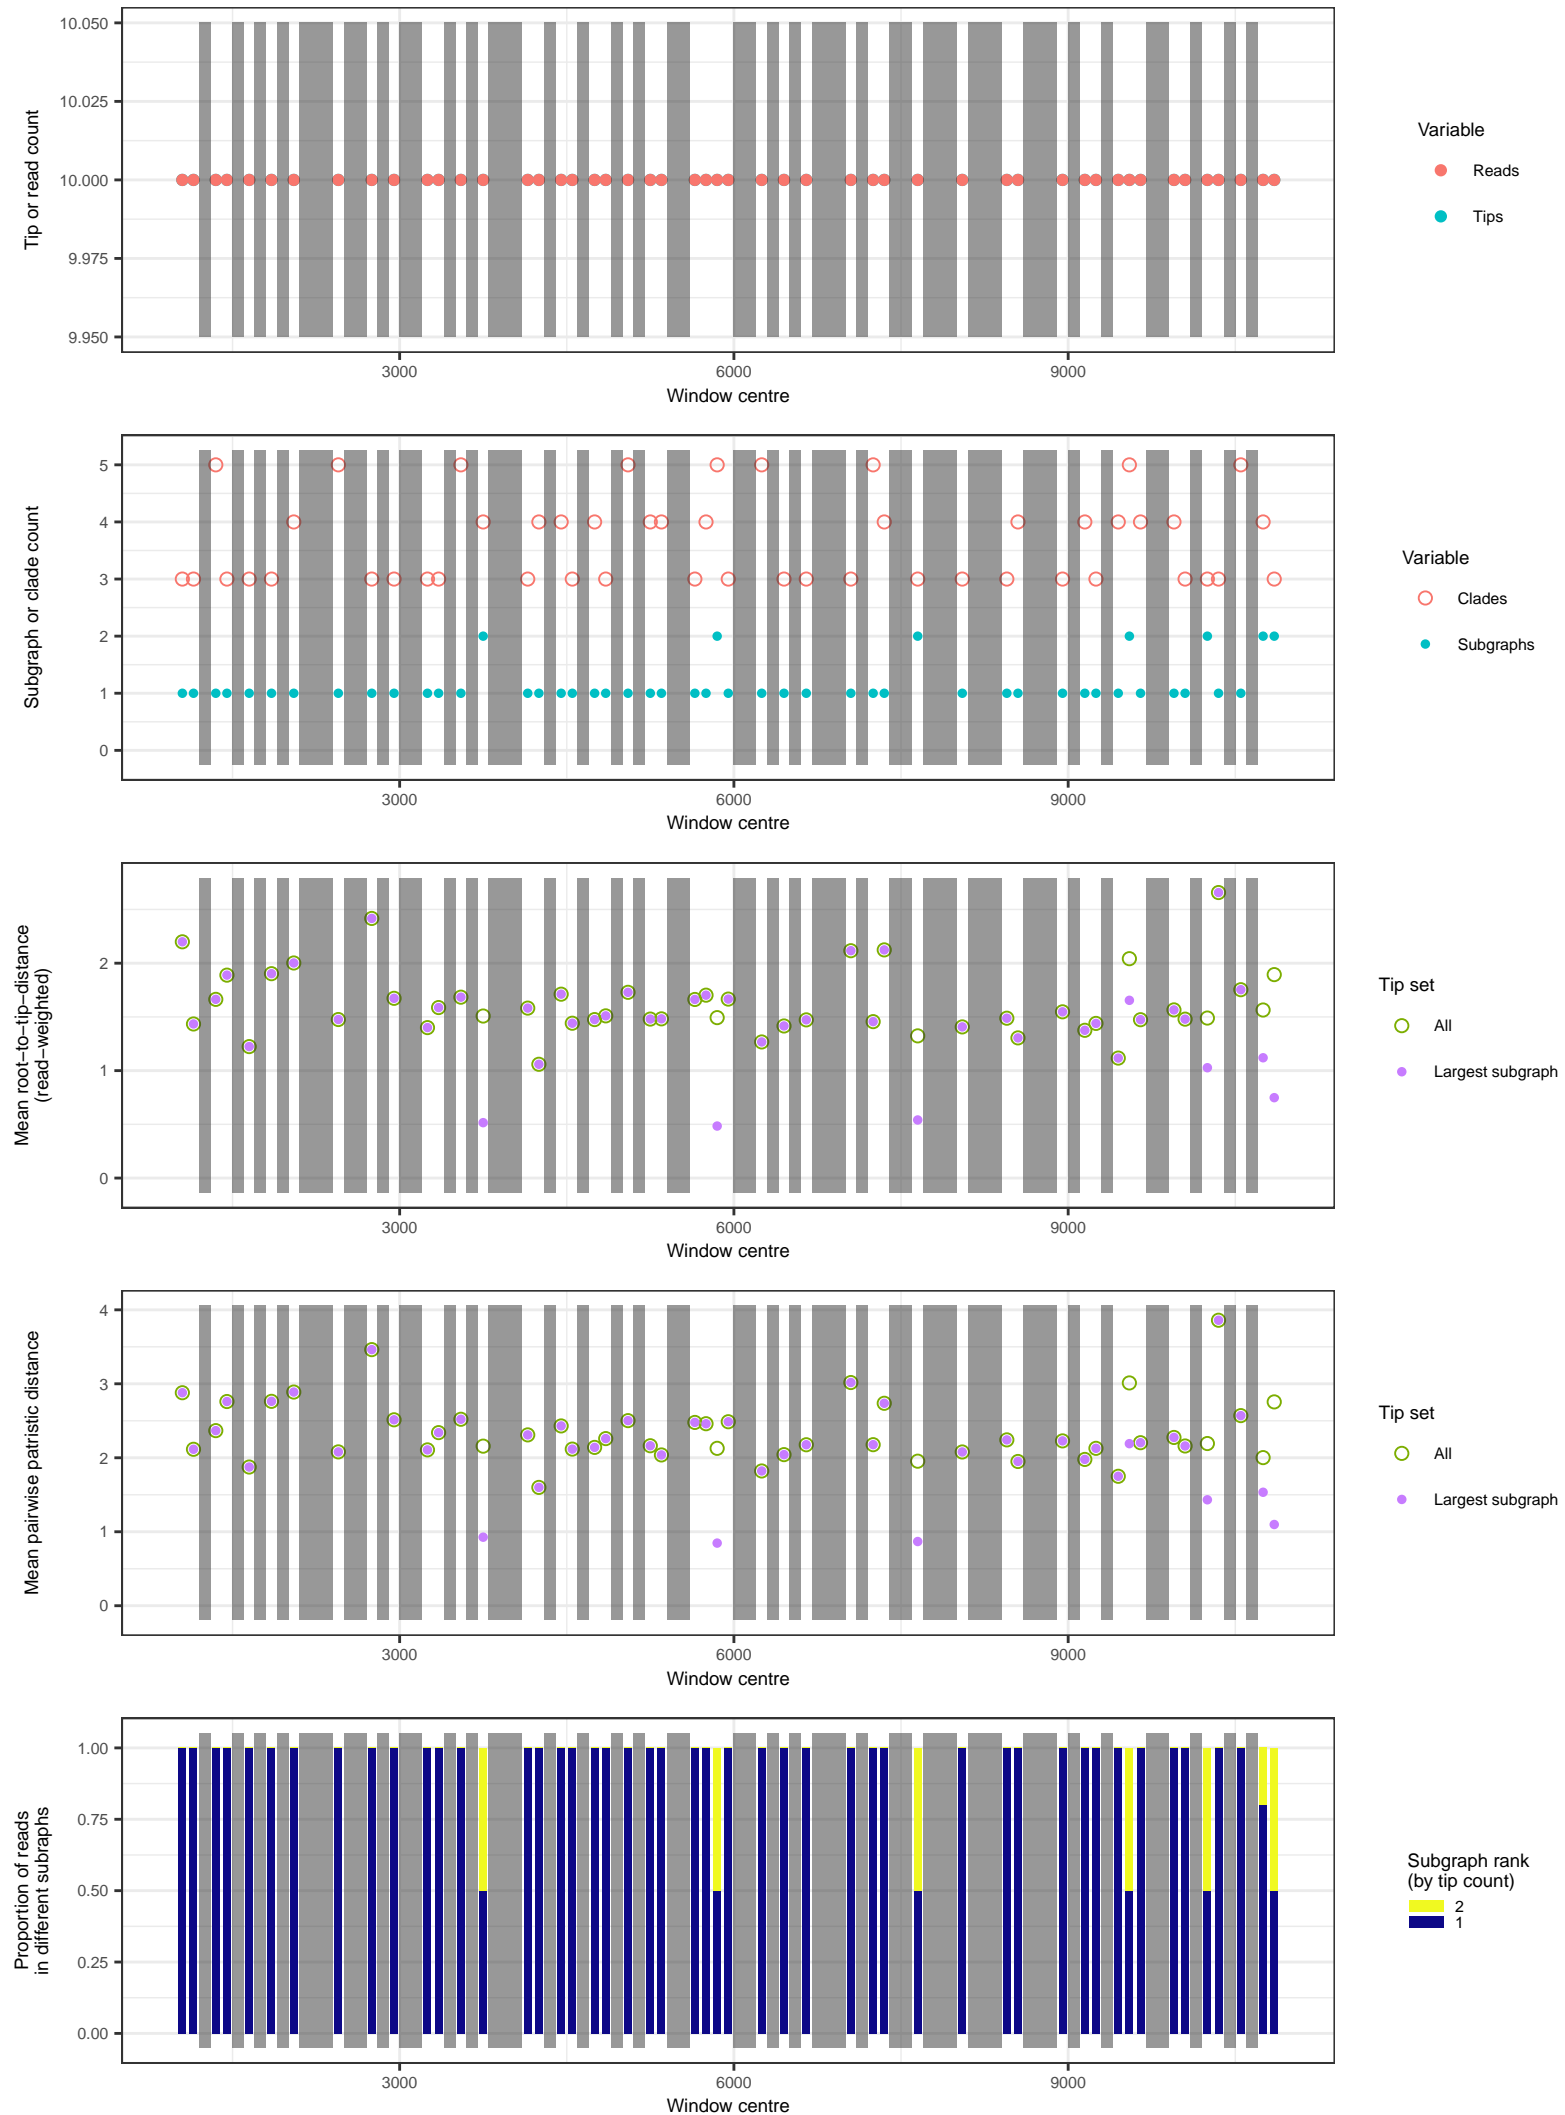 10.050
10.025
10.000
9.975
9.950
Tip or read count
3000
6000
9000
Window centre
Variable
Reads
Tips
5
4
3
2
1
0
Subgraph or clade count
3000
6000
9000
Window centre
Variable
Clades
Subgraphs
2
1
0
Mean root−to−tip−distance
(read−weighted)
3000
6000
9000
Window centre
Tip set
All
Largest subgraph
4
3
2
1
0
Mean pairwise patristic distance
3000
6000
9000
Window centre
Tip set
All
Largest subgraph
1.00
0.75
0.50
0.25
0.00
Proportion of reads
in different subraphs
3000
6000
9000
Window centre
Subgraph rank
(by tip count)
2
1